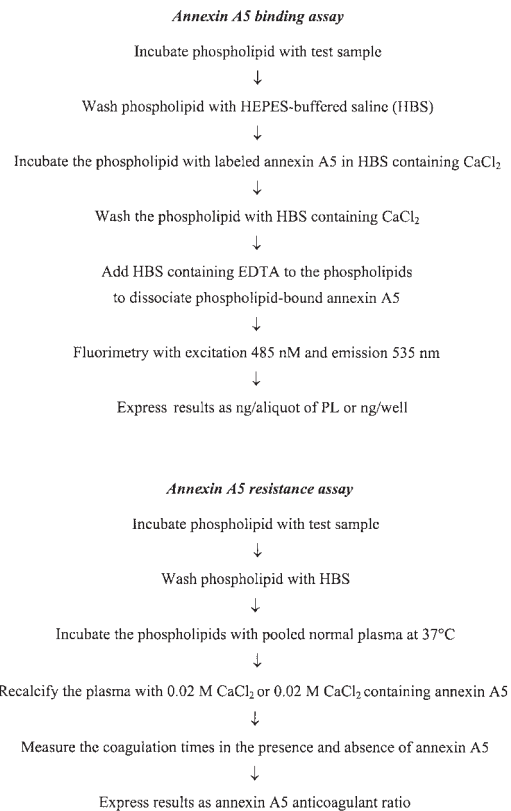 Annexin A5 binding assay
Incubate phospholipid with test sample
↓
Wash phospholipid with HEPES-buffered saline (HBS)
↓
Incubate the phospholipid with labeled annexin A5 in HBS containing CaCl₂
↓
Wash the phospholipid with HBS containing CaCl₂
↓
Add HBS containing EDTA to the phospholipids
to dissociate phospholipid-bound annexin A5
↓
Fluorimetry with excitation 485 nM and emission 535 nm
↓
Express results as ng/aliquot of PL or ng/well
Annexin A5 resistance assay
Incubate phospholipid with test sample
↓
Wash phospholipid with HBS
↓
Incubate the phospholipids with pooled normal plasma at 37°C
↓
Recalcify the plasma with 0.02 M CaCl₂ or 0.02 M CaCl₂ containing annexin A5
↓
Measure the coagulation times in the presence and absence of annexin A5
↓
Express results as annexin A5 anticoagulant ratio